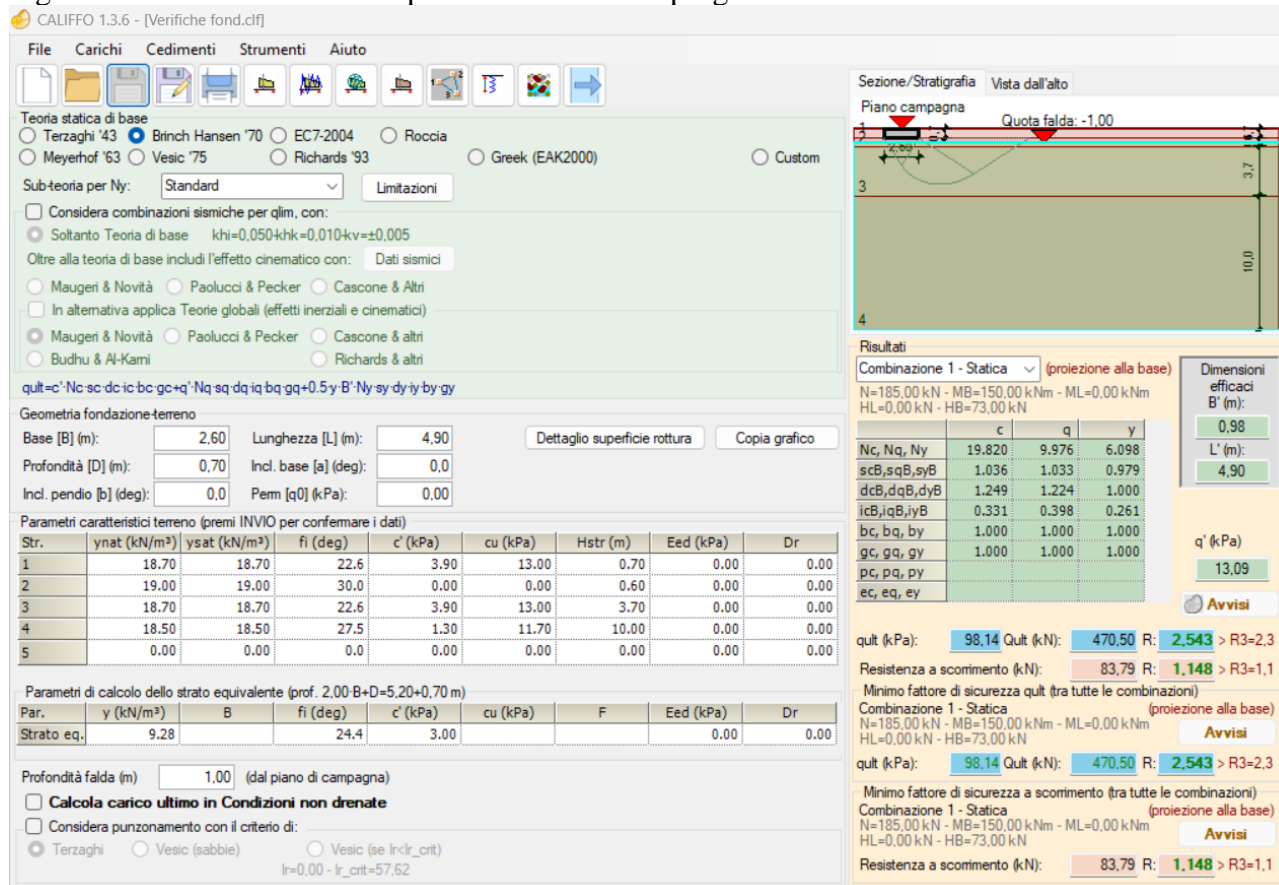 CALIFFO 1.3.6 - [Verifiche fond.clf]
File Carichi Cedimenti Strumenti Aiuto
Teoria statica di base
Terzaghi '43 Brinch Hansen '70 EC7-2004 Roccia
Meyerhof '63 Vesic '75 Richards '93 Greek (EAK2000) Custom
Sub-teoria per Ny: Standard Limitazioni
Considera combinazioni sismiche per qlim, con:
Soltanto Teoria di base khi=0,050-khk=0,010-kv=±0,005
Oltre alla teoria di base includi l'effetto cinematico con: Dati sismici
Maugeri & Novità Paolucci & Pecker Cascone & Altri
In alternativa applica Teorie globali (effetti inerziali e cinematici)
Maugeri & Novità Paolucci & Pecker Cascone & altri
Budhu & Al-Karni Richards & altri
qult=c'·Nc·sc·dc·ic·bc·gc+q'·Nq·sq·dq·iq·bq·gq+0.5·y·B'·Ny·sy·dy·iy·by·gy
Geometria fondazione-terreno
Base [B] (m): 2,60 Lunghezza [L] (m): 4,90 Dettaglio superficie rottura Copia grafico
Profondità [D] (m): 0,70 Incl. base [a] (deg): 0,0
Incl. pendio [b] (deg): 0,0 Perm [q0] (kPa): 0,00
Parametri caratteristici terreno (premi INVIO per confermare i dati)
Str. ynat (kN/m³) ysat (kN/m³) fi (deg) c' (kPa) cu (kPa) Hstr (m) Eed (kPa) Dr
1 18.70 18.70 22.6 3.90 13.00 0.70 0.00 0.00
2 19.00 19.00 30.0 0.00 0.00 0.60 0.00 0.00
3 18.70 18.70 22.6 3.90 13.00 3.70 0.00 0.00
4 18.50 18.50 27.5 1.30 11.70 10.00 0.00 0.00
5 0.00 0.00 0.0 0.00 0.00 0.00 0.00 0.00
Parametri di calcolo dello strato equivalente (prof. 2,00·B+D=5,20+0,70 m)
Par. y (kN/m³) B fi (deg) c' (kPa) cu (kPa) F Eed (kPa) Dr
Strato eq. 9.28 24.4 3.00 0.00 0.00
Profondità falda (m) 1,00 (dal piano di campagna)
Calcola carico ultimo in Condizioni non drenate
Considera punzonamento con il criterio di:
Terzaghi Vesic (sabbie) Vesic (se Ir<Ir_crit)
Ir=0,00 - Ir_crit=57,62
Sezione/Stratigrafia Vista dall'alto
Piano campagna
Quota falda: -1,00
1
2
2,60
3
3,7
10,0
4
Risultati
Combinazione 1 - Statica (proiezione alla base)
N=185,00 kN - MB=150,00 kNm - ML=0,00 kNm
HL=0,00 kN - HB=73,00 kN
c q y
Nc, Nq, Ny 19.820 9.976 6.098
scB,sqB,syB 1.036 1.033 0.979
dcB,dqB,dyB 1.249 1.224 1.000
icB,iqB,iyB 0.331 0.398 0.261
bc, bq, by 1.000 1.000 1.000
gc, gq, gy 1.000 1.000 1.000
pc, pq, py
ec, eq, ey
Dimensioni
efficaci
B' (m):
0,98
L' (m):
4,90
q' (kPa)
13,09
Avvisi
qult (kPa): 98,14 Qult (kN): 470,50 R: 2,543 > R3=2,3
Resistenza a scorrimento (kN): 83,79 R: 1,148 > R3=1,1
Minimo fattore di sicurezza qult (tra tutte le combinazioni)
Combinazione 1 - Statica (proiezione alla base)
N=185,00 kN - MB=150,00 kNm - ML=0,00 kNm
HL=0,00 kN - HB=73,00 kN Avvisi
qult (kPa): 98,14 Qult (kN): 470,50 R: 2,543 > R3=2,3
Minimo fattore di sicurezza a scorrimento (tra tutte le combinazioni)
Combinazione 1 - Statica (proiezione alla base)
N=185,00 kN - MB=150,00 kNm - ML=0,00 kNm
HL=0,00 kN - HB=73,00 kN Avvisi
Resistenza a scorrimento (kN): 83,79 R: 1,148 > R3=1,1